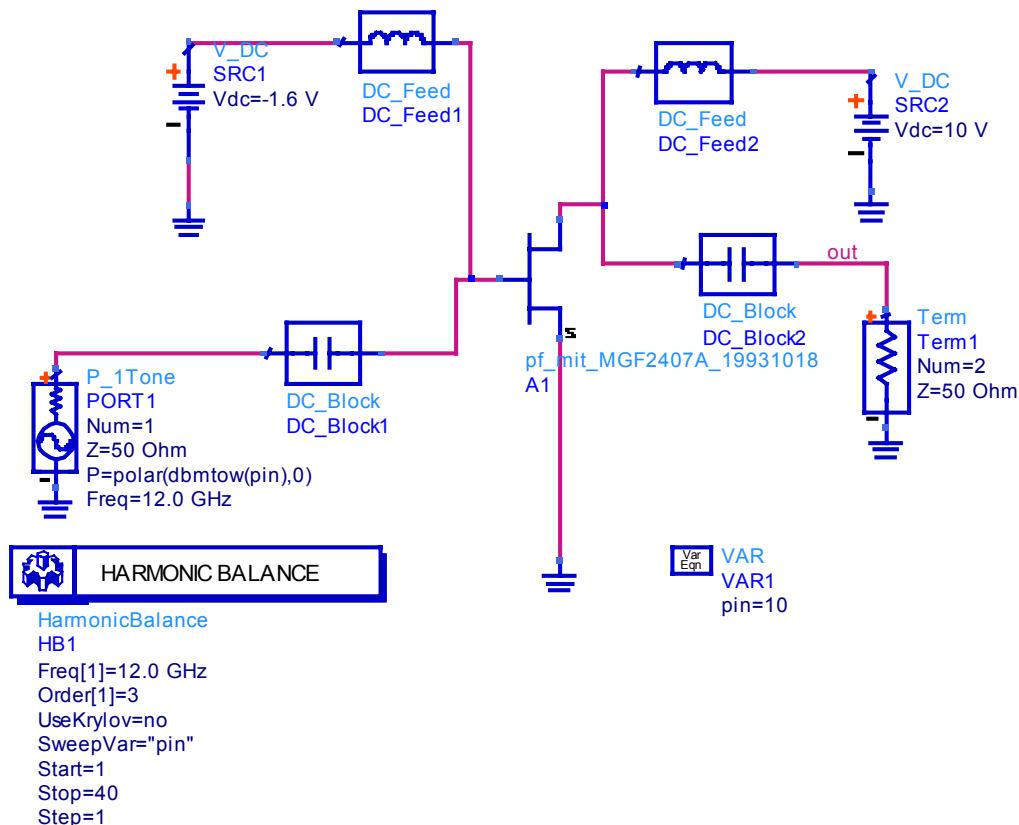 V_DC
SRC1
Vdc=-1.6 V
DC_Feed
DC_Feed1
DC_Feed
DC_Feed2
V_DC
SRC2
Vdc=10 V
out
DC_Block
DC_Block2
Term
Term1
Num=2
Z=50 Ohm
S
pf_mit_MGF2407A_19931018
A1
P_1Tone
PORT1
Num=1
Z=50 Ohm
P=polar(dbmtow(pin),0)
Freq=12.0 GHz
DC_Block
DC_Block1
HARMONIC BALANCE
HarmonicBalance
HB1
Freq[1]=12.0 GHz
Order[1]=3
UseKrylov=no
SweepVar="pin"
Start=1
Stop=40
Step=1
Var
Eqn
VAR
VAR1
pin=10